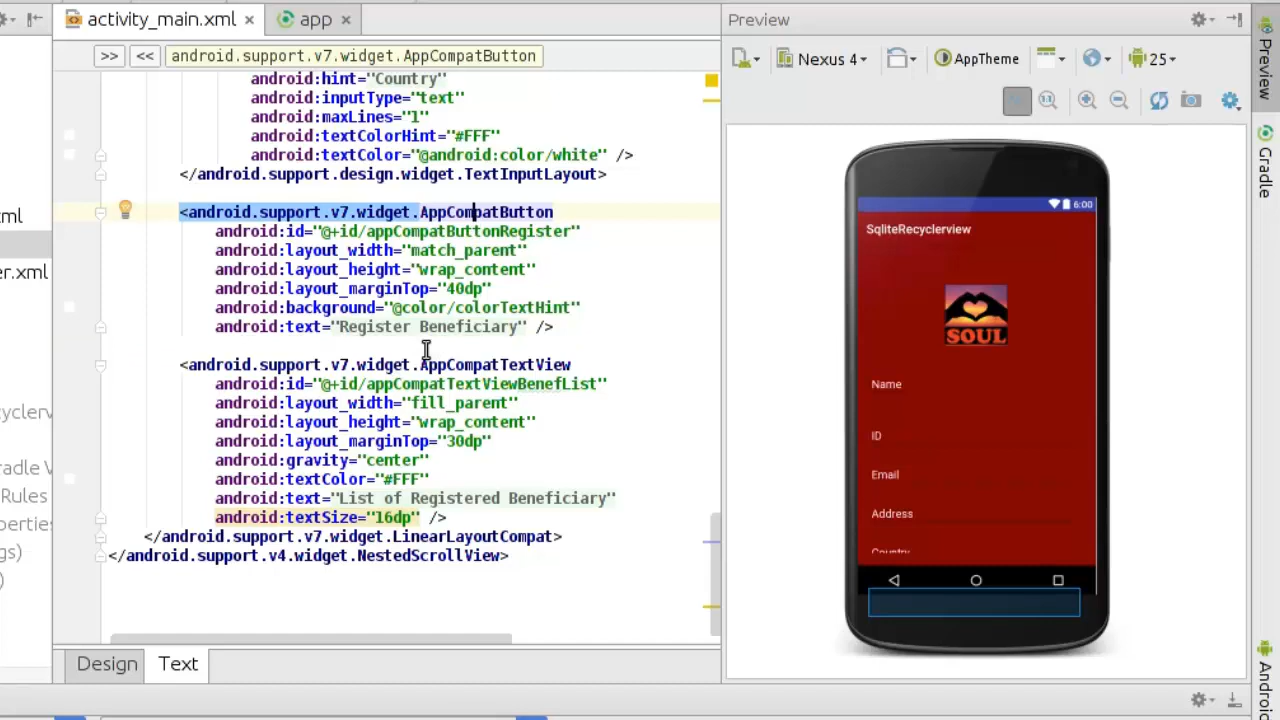 activity_main.xml
app
Preview
>>
<<
android.support.v7.widget.AppCompatButton
Nexus 4
AppTheme
25
android:hint="Country"
android:inputType="text"
android:maxLines="1"
android:textColorHint="#FFF"
android:textColor="@android:color/white" />
</android.support.design.widget.TextInputLayout>
<android.support.v7.widget.AppCompatButton
android:id="@+id/appCompatButtonRegister"
android:layout_width="match_parent"
android:layout_height="wrap_content"
android:layout_marginTop="40dp"
android:background="@color/colorTextHint"
android:text="Register Beneficiary" />
<android.support.v7.widget.AppCompatTextView
android:id="@+id/appCompatTextViewBenefList"
android:layout_width="fill_parent"
android:layout_height="wrap_content"
android:layout_marginTop="30dp"
android:gravity="center"
android:textColor="#FFF"
android:text="List of Registered Beneficiary"
android:textSize="16dp" />
</android.support.v7.widget.LinearLayoutCompat>
</android.support.v4.widget.NestedScrollView>
Design
Text
6:00
SqliteRecyclerview
SOUL
Name
ID
Email
Address
Country
Preview
Gradle
Rules